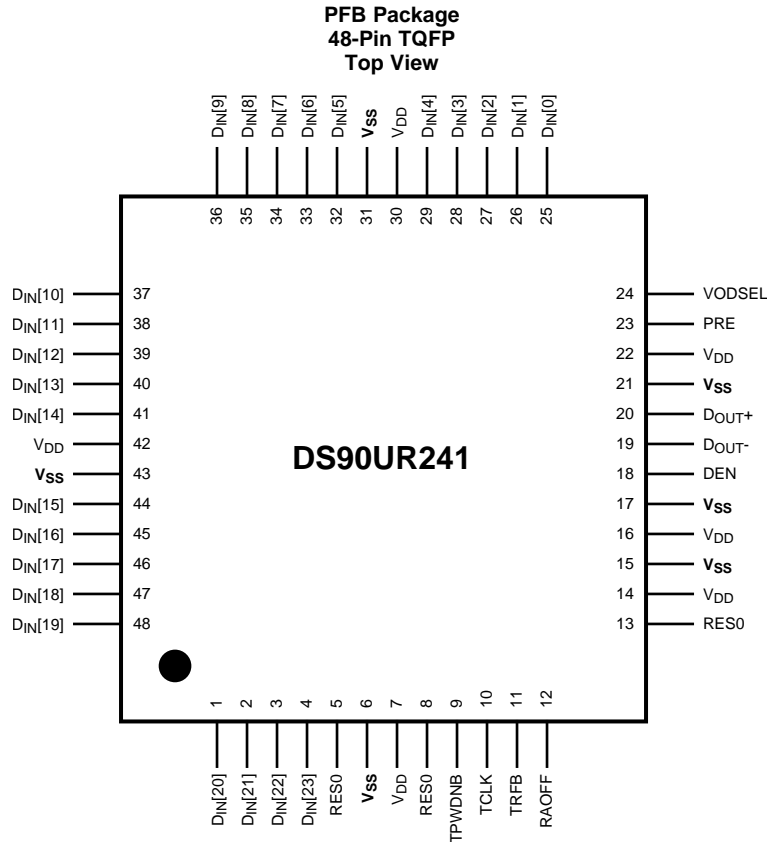 PFB Package
48-Pin TQFP
Top View
DIN[9] DIN[8] DIN[7] DIN[6] DIN[5] VSS VDD DIN[4] DIN[3] DIN[2] DIN[1] DIN[0]
36 35 34 33 32 31 30 29 28 27 26 25
DIN[10] 37 24 VODSEL
DIN[11] 38 23 PRE
DIN[12] 39 22 VDD
DIN[13] 40 21 VSS
DIN[14] 41 20 DOUT+
VDD 42 19 DOUT-
DS90UR241
VSS 43 18 DEN
DIN[15] 44 17 VSS
DIN[16] 45 16 VDD
DIN[17] 46 15 VSS
DIN[18] 47 14 VDD
DIN[19] 48 13 RES0
1 2 3 4 5 6 7 8 9 10 11 12
DIN[20] DIN[21] DIN[22] DIN[23] RES0 VSS VDD RES0 TPWDNB TCLK TRFB RAOFF